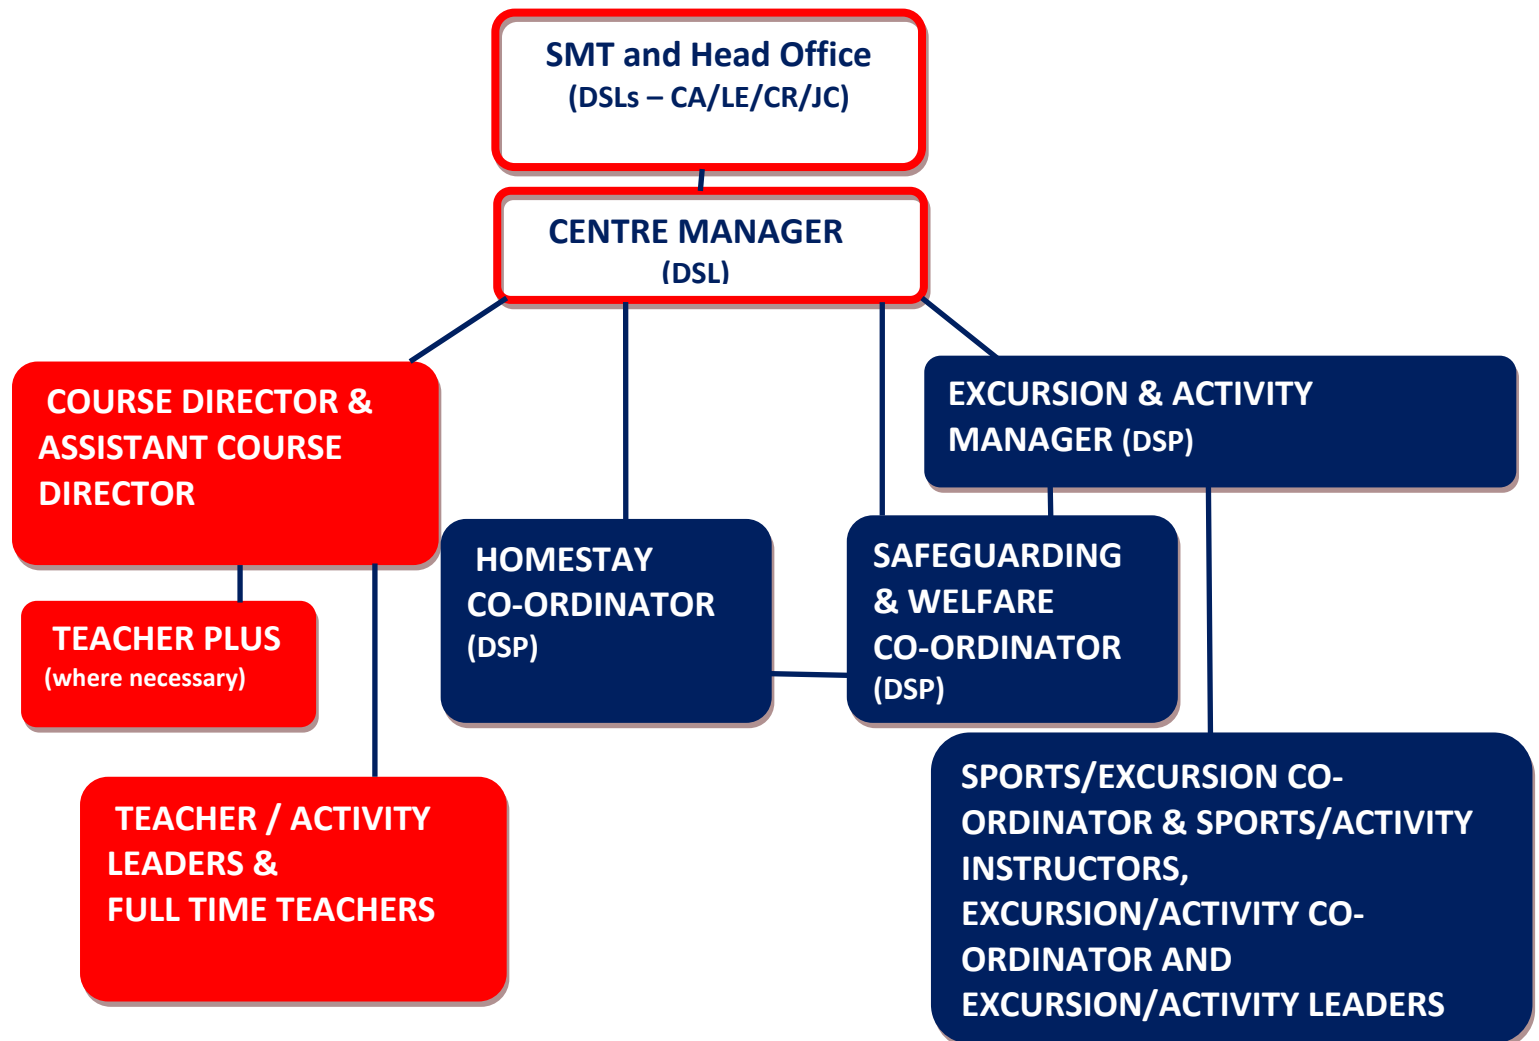 SMT and Head Office
(DSLs – CA/LE/CR/JC)
CENTRE MANAGER
(DSL)
COURSE DIRECTOR &
ASSISTANT COURSE
DIRECTOR
EXCURSION & ACTIVITY
MANAGER (DSP)
HOMESTAY
CO-ORDINATOR
(DSP)
SAFEGUARDING
& WELFARE
CO-ORDINATOR
(DSP)
TEACHER PLUS
(where necessary)
TEACHER / ACTIVITY
LEADERS &
FULL TIME TEACHERS
SPORTS/EXCURSION CO-
ORDINATOR & SPORTS/ACTIVITY
INSTRUCTORS,
EXCURSION/ACTIVITY CO-
ORDINATOR AND
EXCURSION/ACTIVITY LEADERS